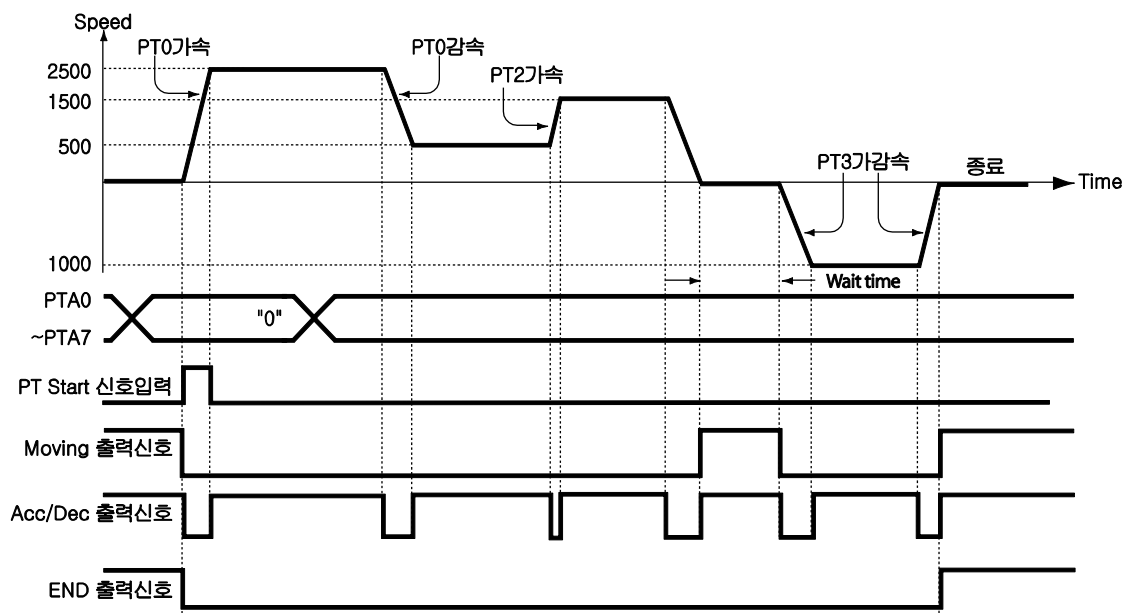 Speed
PT0가속
PT0감속
PT2가속
2500
1500
500
PT3가감속
종료
Time
1000
Wait time
PTA0
"0"
~PTA7
PT Start 신호입력
Moving 출력신호
Acc/Dec 출력신호
END 출력신호